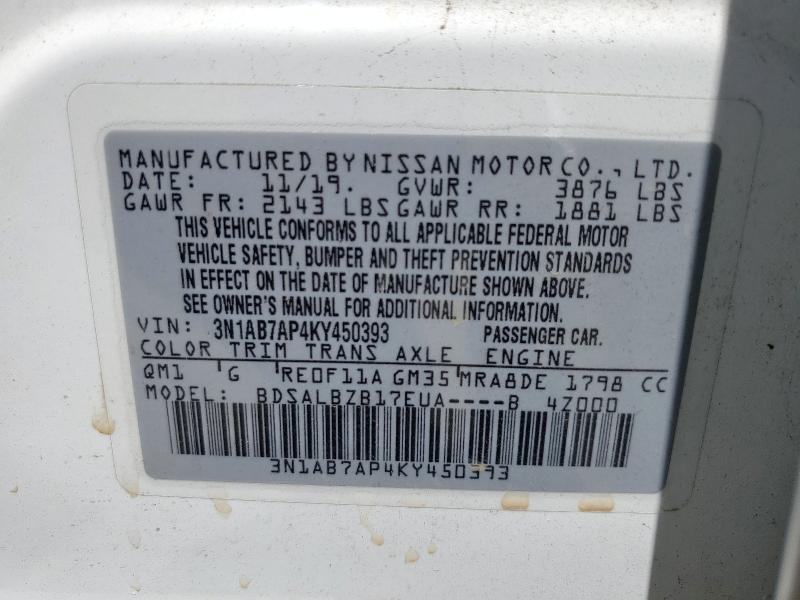 MANUFACTURED BY NISSAN MOTOR CO., LTD.
DATE: 11/19. GVWR: 3876 LBS
GAWR FR: 2143 LBS GAWR RR: 1881 LBS
THIS VEHICLE CONFORMS TO ALL APPLICABLE FEDERAL MOTOR
VEHICLE SAFETY, BUMPER AND THEFT PREVENTION STANDARDS
IN EFFECT ON THE DATE OF MANUFACTURE SHOWN ABOVE.
SEE OWNER'S MANUAL FOR ADDITIONAL INFORMATION.
VIN: 3N1AB7AP4KY450393 PASSENGER CAR.
COLOR TRIM TRANS AXLE ENGINE
QM1 G RE0F11A GM35 MRA8DE 1798 CC
MODEL: BDSALBZB17EUA----B 4Z000
3N1AB7AP4KY450393